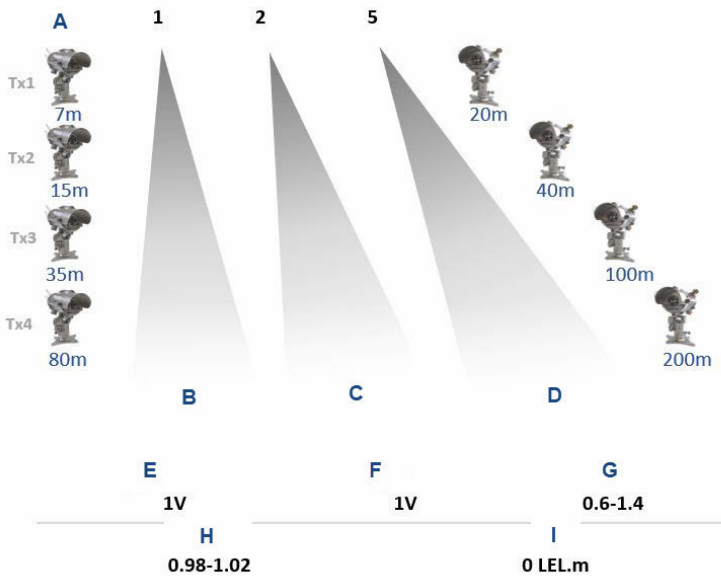 A 1 2 5
Tx1
7m 20m
Tx2
15m 40m
Tx3
35m 100m
Tx4
80m 200m
B C D
E F G
1V 1V 0.6-1.4
H I
0.98-1.02 0 LEL.m